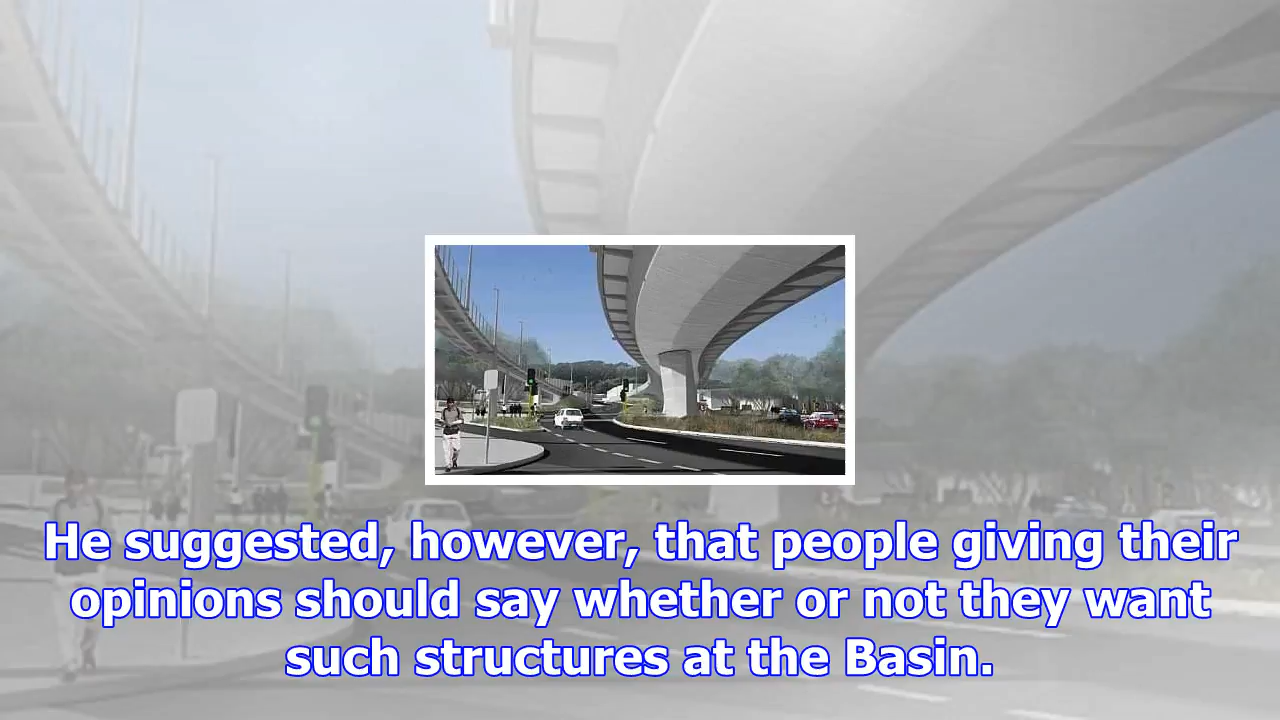 He suggested, however, that people giving their
opinions should say whether or not they want
such structures at the Basin.